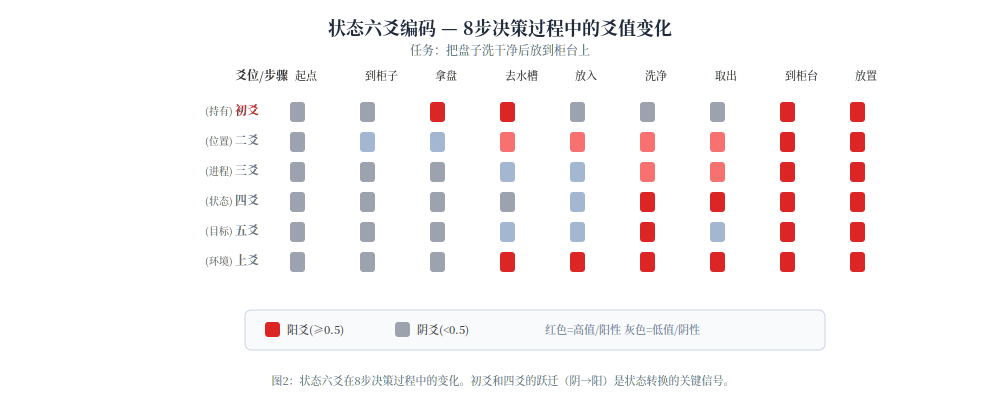 状态六爻编码 — 8步决策过程中的爻值变化
任务：把盘子洗干净后放到柜台上
爻位/步骤 起点 到柜子 拿盘 去水槽 放入 洗净 取出 到柜台 放置
(持有) 初爻
(位置) 二爻
(进程) 三爻
(状态) 四爻
(目标) 五爻
(环境) 上爻
阳爻(≥0.5) 阴爻(<0.5) 红色=高值/阳性 灰色=低值/阴性
图2：状态六爻在8步决策过程中的变化。初爻和四爻的跃迁（阴→阳）是状态转换的关键信号。